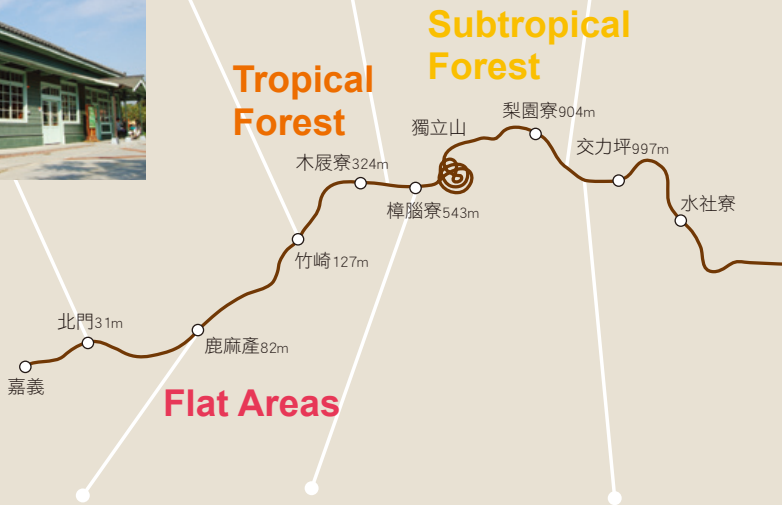 Subtropical
Forest
Tropical
Forest
梨園寮904m
獨立山
交力坪997m
木屐寮324m
樟腦寮543m
水社寮
竹崎127m
北門31m
鹿麻產82m
嘉義
Flat Areas